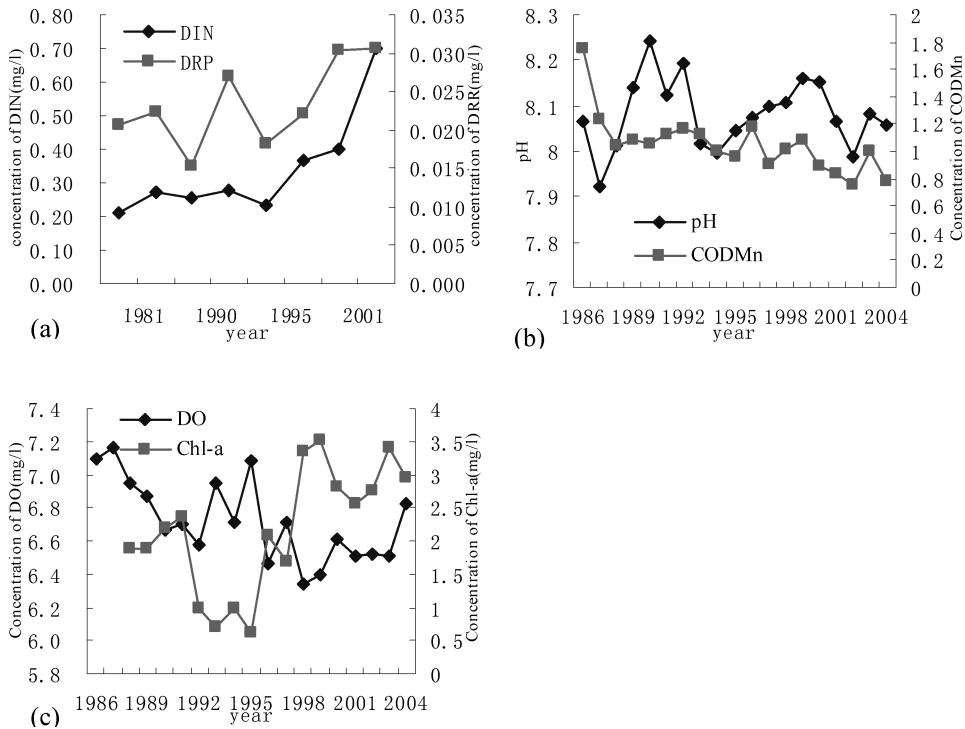 0.80
0.70
0.60
0.50
0.40
0.30
0.20
0.10
0.00
concentration of DIN(mg/l)
DIN
DRP
0.035
0.030
0.025
0.020
0.015
0.010
0.005
0.000
concentration of DRR(mg/l)
1981 1990 1995 2001
year
(a)
8.3
8.2
8.1
8
7.9
7.8
7.7
pH
pH
CODMn
2
1.8
1.6
1.4
1.2
1
0.8
0.6
0.4
0.2
0
Concentration of CODMn
1986 1989 1992 1995 1998 2001 2004
year
(b)
7.4
7.2
7.0
6.8
6.6
6.4
6.2
6.0
5.8
Concentration of DO(mg/l)
DO
Chl-a
4
3.5
3
2.5
2
1.5
1
0.5
0
Concentration of Chl-a(mg/l)
1986 1989 1992 1995 1998 2001 2004
year
(c)